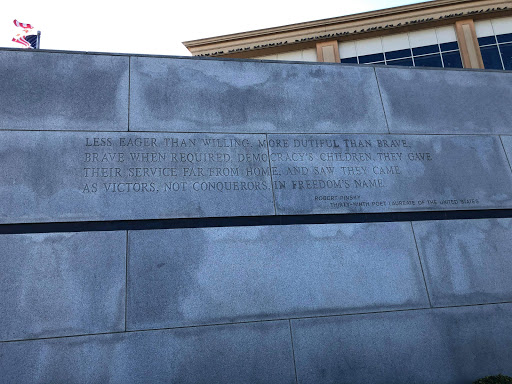 LESS EAGER THAN WILLING, MORE DUTIFUL THAN BRAVE,
BRAVE WHEN REQUIRED, DEMOCRACY'S CHILDREN, THEY GAVE
THEIR SERVICE FAR FROM HOME, AND SAW THEY CAME
AS VICTORS, NOT CONQUERORS, IN FREEDOM'S NAME.
ROBERT PINSKY
THIRTY-NINTH POET LAUREATE OF THE UNITED STATES